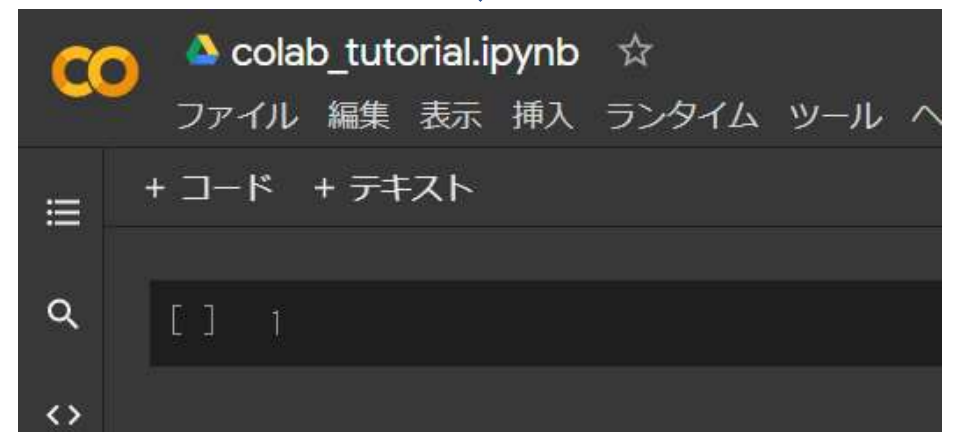 colab_tutorial.ipynb
ファイル 編集 表示 挿入 ランタイム ツール ヘ
+ コード + テキスト
[ ] 1